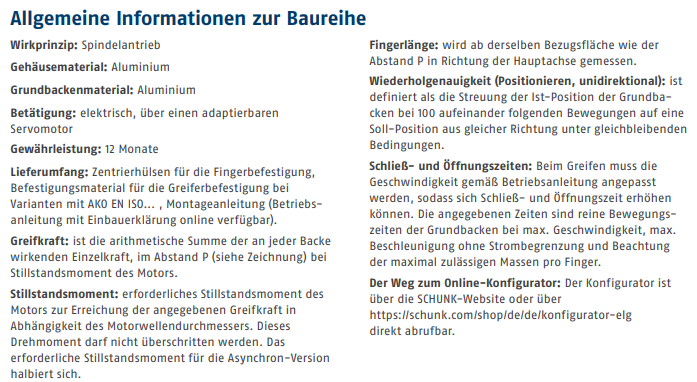 Allgemeine Informationen zur Baureihe
Wirkprinzip: Spindelantrieb
Gehäusematerial: Aluminium
Grundbackenmaterial: Aluminium
Betätigung: elektrisch, über einen adaptierbaren
Servomotor
Gewährleistung: 12 Monate
Lieferumfang: Zentrierhülsen für die Fingerbefestigung,
Befestigungsmaterial für die Greiferbefestigung bei
Varianten mit AKO EN ISO... , Montageanleitung (Betriebs-
anleitung mit Einbauerklärung online verfügbar).
Greifkraft: ist die arithmetische Summe der an jeder Backe
wirkenden Einzelkraft, im Abstand P (siehe Zeichnung) bei
Stillstandsmoment des Motors.
Stillstandsmoment: erforderliches Stillstandsmoment des
Motors zur Erreichung der angegebenen Greifkraft in
Abhängigkeit des Motorwellendurchmessers. Dieses
Drehmoment darf nicht überschritten werden. Das
erforderliche Stillstandsmoment für die Asynchron-Version
halbiert sich.
Fingerlänge: wird ab derselben Bezugsfläche wie der
Abstand P in Richtung der Hauptachse gemessen.
Wiederholgenauigkeit (Positionieren, unidirektional): ist
definiert als die Streuung der Ist-Position der Grundba-
cken bei 100 aufeinander folgenden Bewegungen auf eine
Soll-Position aus gleicher Richtung unter gleichbleibenden
Bedingungen.
Schließ- und Öffnungszeiten: Beim Greifen muss die
Geschwindigkeit gemäß Betriebsanleitung angepasst
werden, sodass sich Schließ- und Öffnungszeit erhöhen
können. Die angegebenen Zeiten sind reine Bewegungs-
zeiten der Grundbacken bei max. Geschwindigkeit, max.
Beschleunigung ohne Strombegrenzung und Beachtung
der maximal zulässigen Massen pro Finger.
Der Weg zum Online-Konfigurator: Der Konfigurator ist
über die SCHUNK-Website oder über
https://schunk.com/shop/de/de/konfigurator-elg
direkt abrufbar.